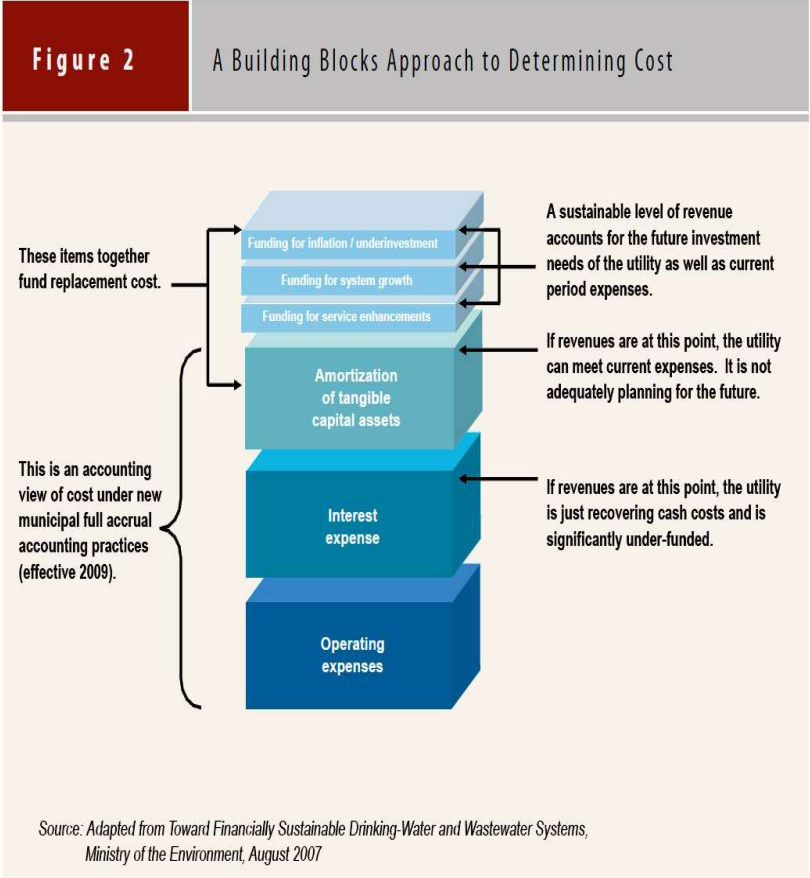 Figure 2
A Building Blocks Approach to Determining Cost
These items together
fund replacement cost.
This is an accounting
view of cost under new
municipal full accrual
accounting practices
(effective 2009).
Funding for inflation / underinvestment
Funding for system growth
Funding for service enhancements
Amortization
of tangible
capital assets
Interest
expense
Operating
expenses
A sustainable level of revenue
accounts for the future investment
needs of the utility as well as current
period expenses.
If revenues are at this point, the utility
can meet current expenses. It is not
adequately planning for the future.
If revenues are at this point, the utility
is just recovering cash costs and is
significantly under-funded.
Source: Adapted from Toward Financially Sustainable Drinking-Water and Wastewater Systems,
Ministry of the Environment, August 2007